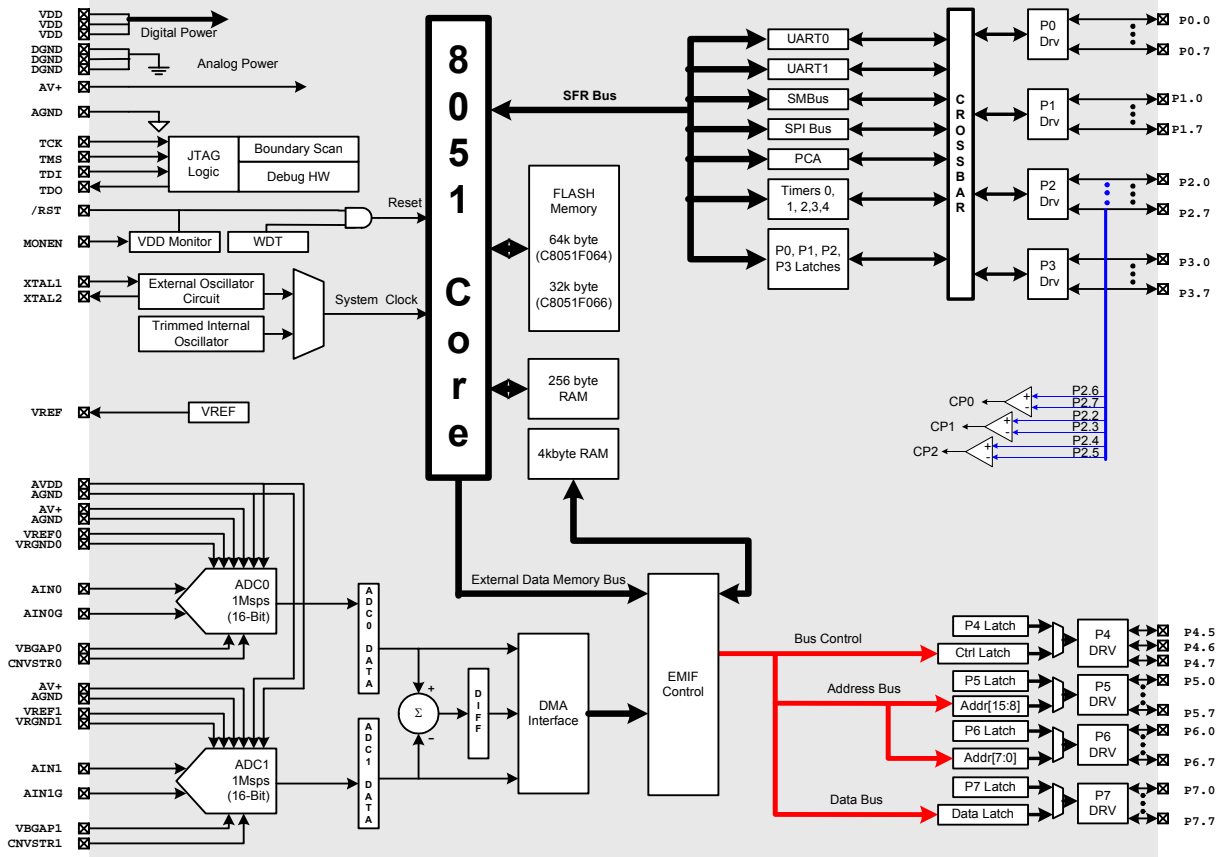 VDD
VDD
VDD
Digital Power
DGND
DGND
DGND
Analog Power
AV+
AGND
TCK
TMS
TDI
TDO
JTAG
Logic
Boundary Scan
Debug HW
/RST
Reset
MONEN
VDD Monitor
WDT
XTAL1
XTAL2
External Oscillator
Circuit
System Clock
Trimmed Internal
Oscillator
VREF
VREF
8
0
5
1
C
o
r
e
FLASH
Memory
64k byte
(C8051F064)
32k byte
(C8051F066)
256 byte
RAM
4kbyte RAM
SFR Bus
UART0
UART1
SMBus
SPI Bus
PCA
Timers 0,
1, 2,3,4
P0, P1, P2,
P3 Latches
CROSSBAR
P0
Drv
P0.0
P0.7
P1
Drv
P1.0
P1.7
P2
Drv
P2.0
P2.7
P3
Drv
P3.0
P3.7
CP0
+
-
P2.6
P2.7
CP1
+
-
P2.2
P2.3
CP2
+
-
P2.4
P2.5
AVDD
AGND
AV+
AGND
VREF0
VRGND0
AIN0
AIN0G
VBGAP0
CNVSTR0
ADC0
1Msps
(16-Bit)
AV+
AGND
VREF1
VRGND1
AIN1
AIN1G
VBGAP1
CNVSTR1
ADC1
1Msps
(16-Bit)
ADC0 DATA
ADC1 DATA
+
Σ
−
DIFF
DMA
Interface
External Data Memory Bus
EMIF
Control
Bus Control
Address Bus
Data Bus
P4 Latch
Ctrl Latch
P4
DRV
P4.5
P4.6
P4.7
P5 Latch
Addr[15:8]
P5
DRV
P5.0
P5.7
P6 Latch
Addr[7:0]
P6
DRV
P6.0
P6.7
P7 Latch
Data Latch
P7
DRV
P7.0
P7.7